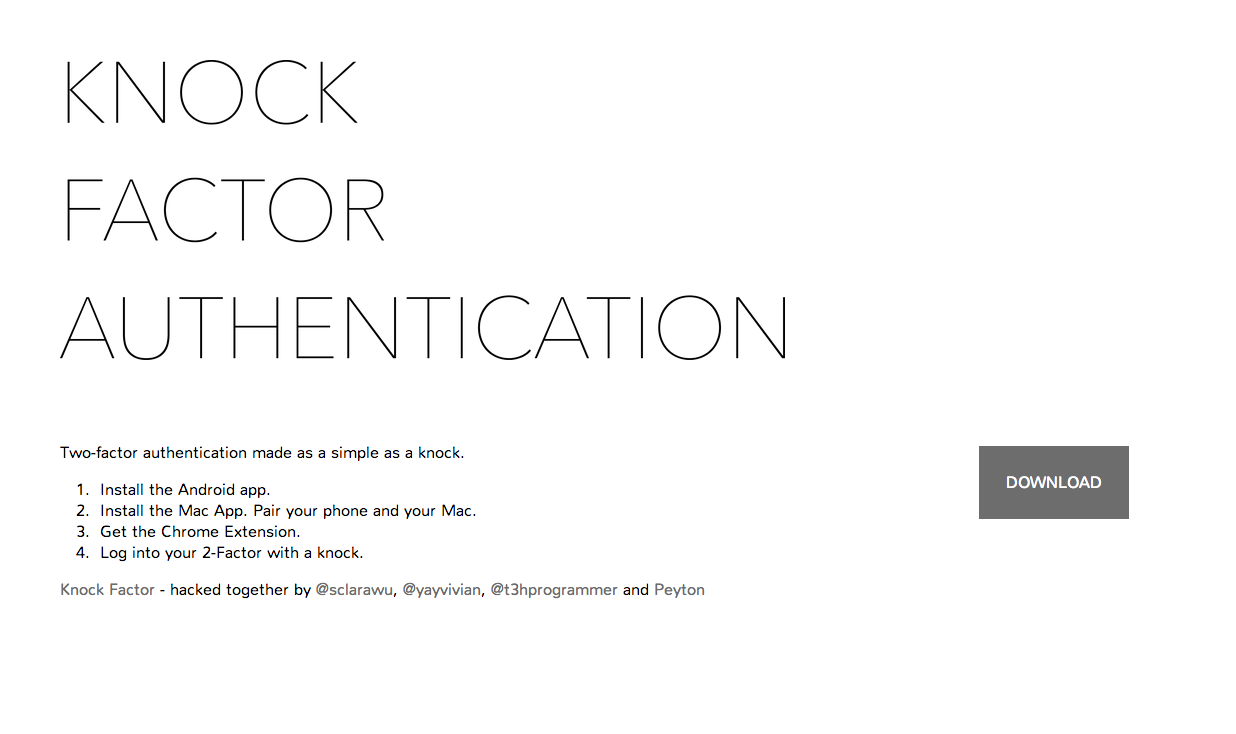 KNOCK
FACTOR
AUTHENTICATION
Two-factor authentication made as a simple as a knock.
DOWNLOAD
1. Install the Android app.
2. Install the Mac App. Pair your phone and your Mac.
3. Get the Chrome Extension.
4. Log into your 2-Factor with a knock.
Knock Factor - hacked together by @sclarawu, @yayvivian, @t3hprogrammer and Peyton